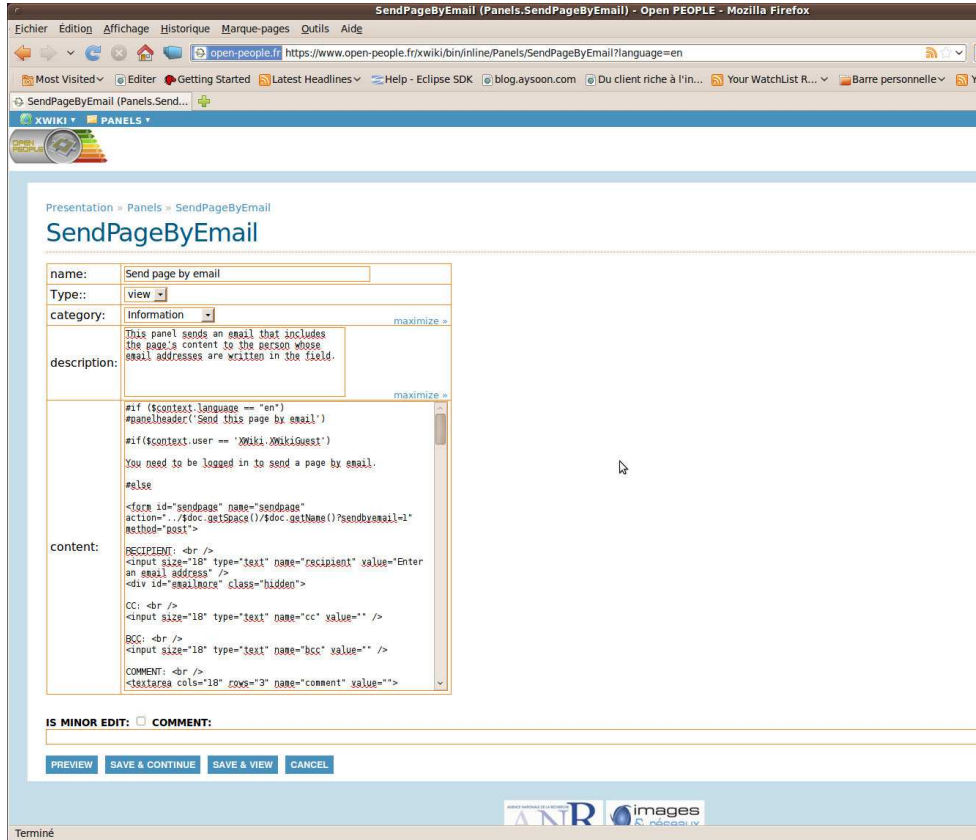 SendPageByEmail (Panels.SendPageByEmail) - Open PEOPLE - Mozilla Firefox
Fichier Édition Affichage Historique Marque-pages Outils Aide
open-people.fr https://www.open-people.fr/xwiki/bin/inline/Panels/SendPageByEmail?language=en
Most Visited Editer Getting Started Latest Headlines Help - Eclipse SDK blog.aysoon.com Du client riche à l'in... Your WatchList R... Barre personnelle Y
SendPageByEmail (Panels.Send...
XWIKI PANELS
OPEN
PEOPLE
Presentation » Panels » SendPageByEmail
SendPageByEmail
name: Send page by email
Type:: view
category: Information
maximize »
description:
This panel sends an email that includes
the page's content to the person whose
email addresses are written in the field.
maximize »
content:
#if ($context.language == "en")
#panelheader('Send this page by email')
#if($context.user == 'XWiki.XWikiGuest')
You need to be logged in to send a page by email.
#else
<form id="sendpage" name="sendpage"
action="../$doc.getSpace()/$doc.getName()?sendbyemail=1"
method="post">
RECIPIENT: <br />
<input size="18" type="text" name="recipient" value="Enter
an email address" />
<div id="emailmore" class="hidden">
CC: <br />
<input size="18" type="text" name="cc" value="" />
BCC: <br />
<input size="18" type="text" name="bcc" value="" />
COMMENT: <br />
<textarea cols="18" rows="3" name="comment" value="">
IS MINOR EDIT: COMMENT:
PREVIEW SAVE & CONTINUE SAVE & VIEW CANCEL
AGENCE NATIONALE DE LA RECHERCHE
ANR
images
& réseaux
Terminé